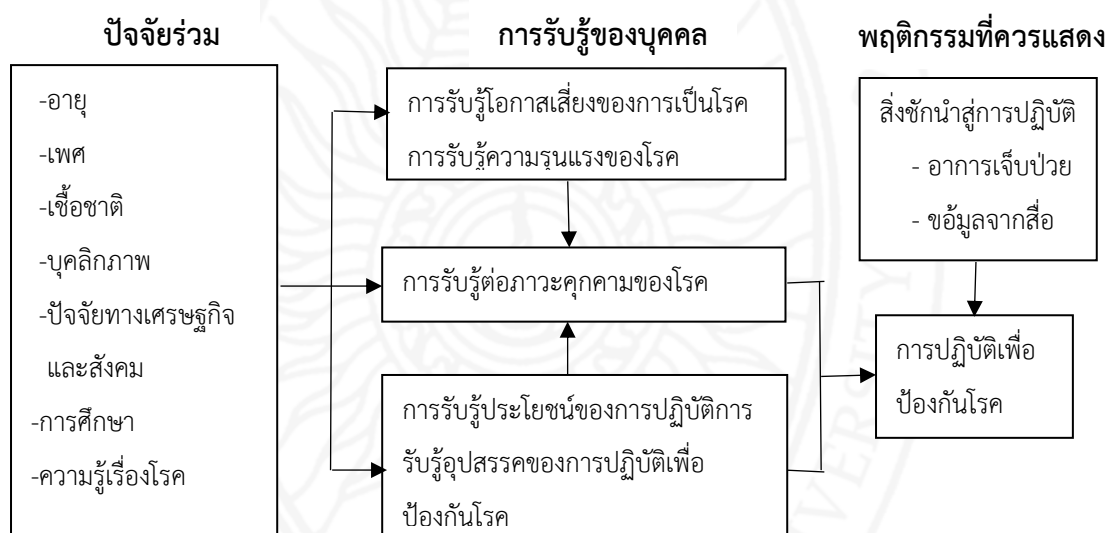 ปัจจัยร่วม
-อายุ
-เพศ
-เชื้อชาติ
-บุคลิกภาพ
-ปัจจัยทางเศรษฐกิจ
และสังคม
-การศึกษา
-ความรู้เรื่องโรค
การรับรู้ของบุคคล
การรับรู้โอกาสเสี่ยงของการเป็นโรค
การรับรู้ความรุนแรงของโรค
การรับรู้ต่อภาวะคุกคามของโรค
การรับรู้ประโยชน์ของการปฏิบัติการ
รับรู้อุปสรรคของการปฏิบัติเพื่อ
ป้องกันโรค
พฤติกรรมที่ควรแสดง
สิ่งชักนำสู่การปฏิบัติ
- อาการเจ็บป่วย
- ขอ้มูลจากสื่อ
การปฏิบัติเพื่อ
ป้องกันโรค